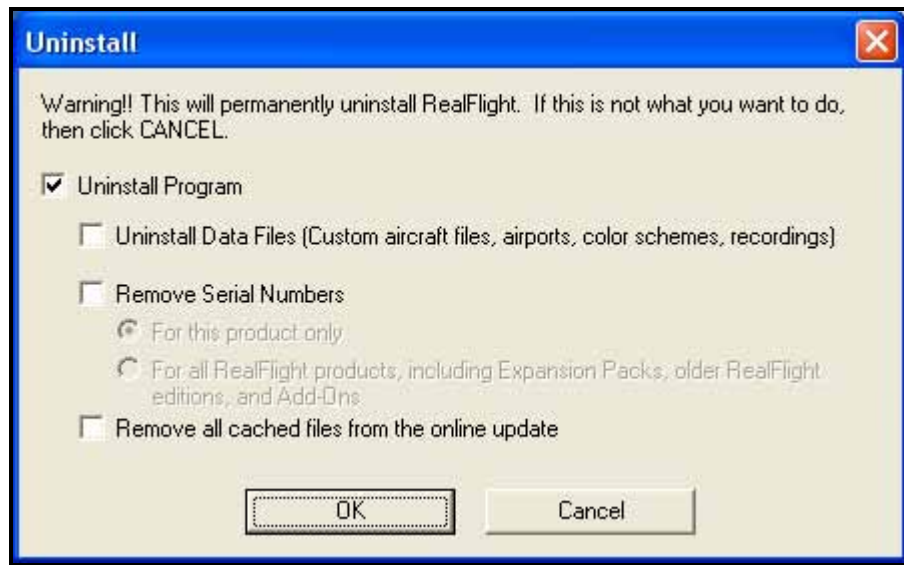 Uninstall
Warning!! This will permanently uninstall RealFlight. If this is not what you want to do,
then click CANCEL.
Uninstall Program
Uninstall Data Files (Custom aircraft files, airports, color schemes, recordings)
Remove Serial Numbers
For this product only
For all RealFlight products, including Expansion Packs, older RealFlight
editions, and Add-Ons
Remove all cached files from the online update
OK
Cancel